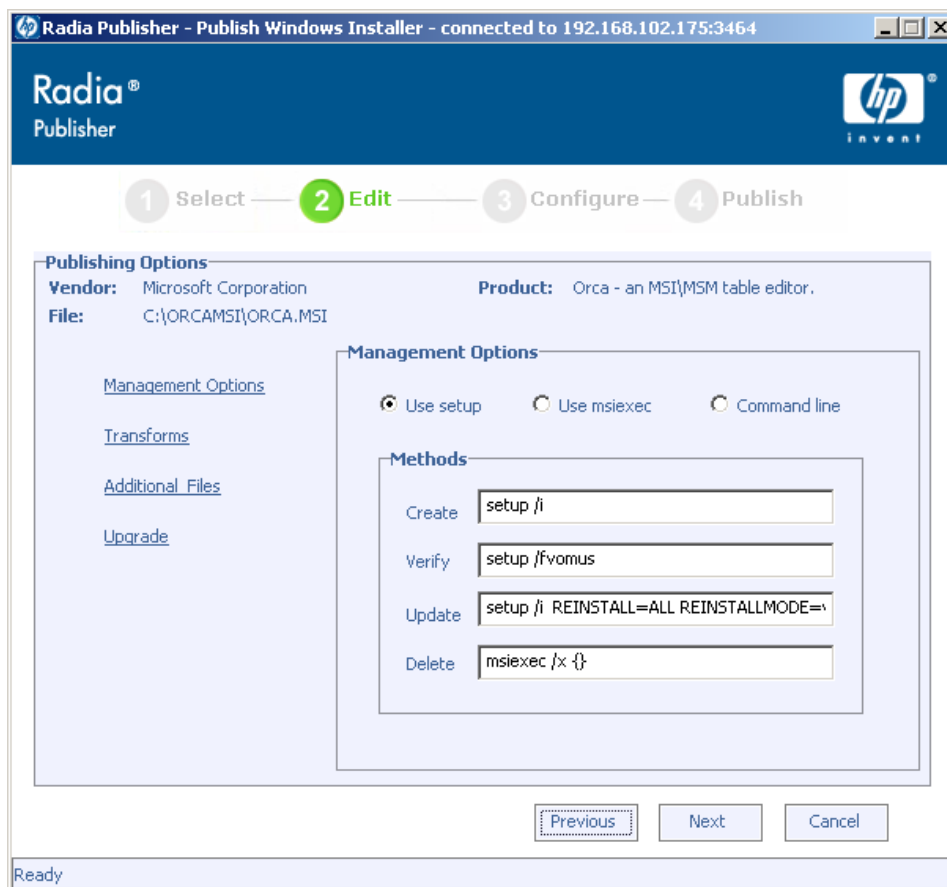 Radia Publisher - Publish Windows Installer - connected to 192.168.102.175:3464
Radia ®
Publisher
hp ®
invent
1 Select 2 Edit 3 Configure 4 Publish
Publishing Options
Vendor: Microsoft Corporation Product: Orca - an MSI\MSM table editor.
File: C:\ORCAMSI\ORCA.MSI
Management Options
Management Options
Use setup Use msiexec Command line
Transforms
Methods
Additional Files
Create setup /i
Upgrade
Verify setup /fvomus
Update setup /i REINSTALL=ALL REINSTALLMODE=
Delete msiexec /x {}
Previous Next Cancel
Ready